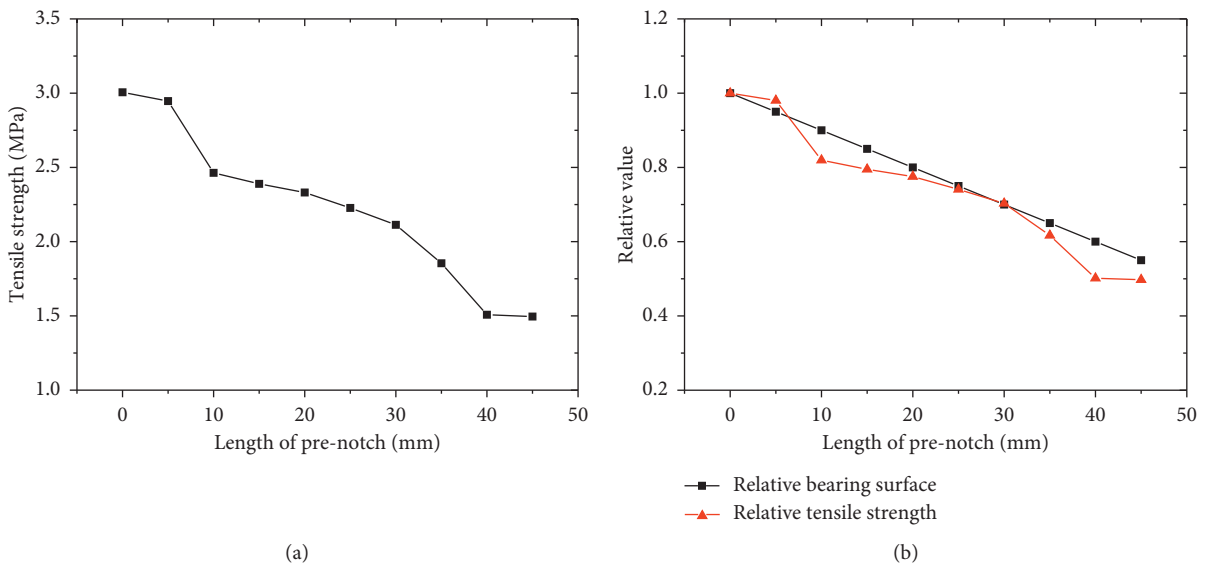 3.5
3.0
2.5
2.0
1.5
1.0
Tensile strength (MPa)
0 10 20 30 40 50
Length of pre-notch (mm)
(a)
1.2
1.0
0.8
0.6
0.4
0.2
Relative value
0 10 20 30 40 50
Length of pre-notch (mm)
Relative bearing surface
Relative tensile strength
(b)